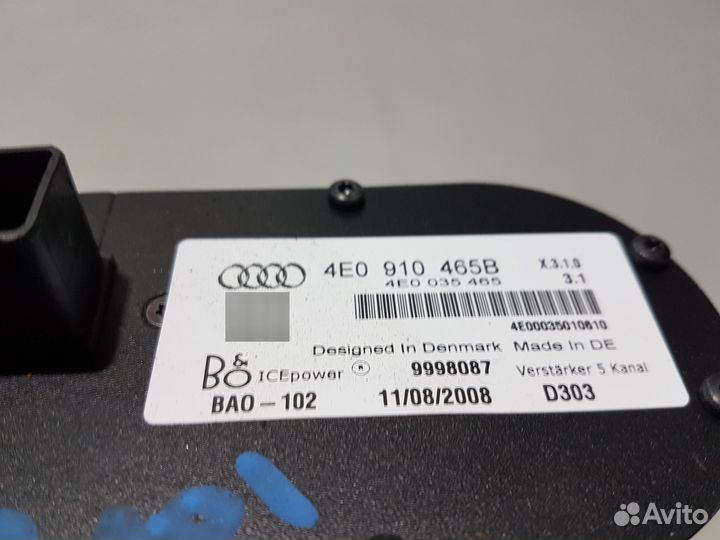 4E0 910 465B X.3.1.0
4E0 035 465 3.1
4E00035010810
Designed In Denmark Made In DE
B&O ICEpower ® 9998087 Verstärker 5 Kanal
BAO-102 11/08/2008 D303
Avito